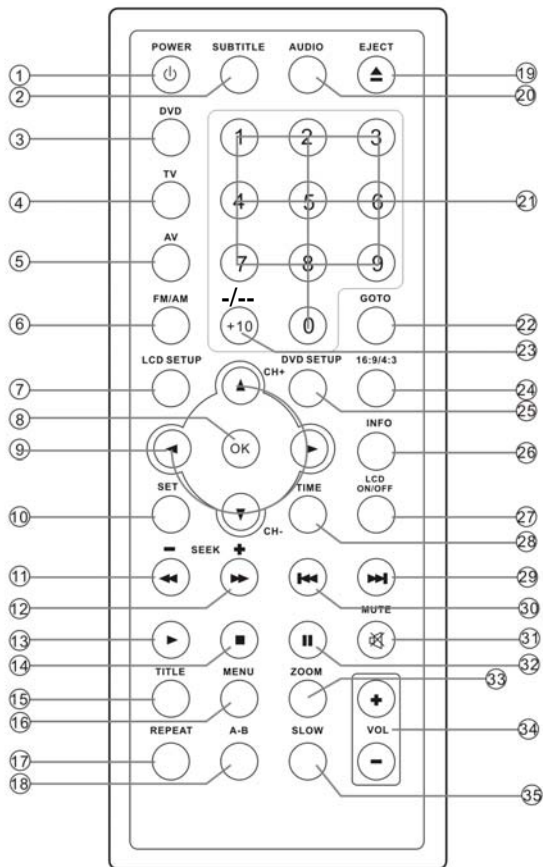 POWER SUBTITLE AUDIO EJECT
1 19
2 20
DVD
3 1 2 3
TV
4 4 5 6 21
AV
5 7 8 9
FM/AM -/-- GOTO
6 +10 0 22
23
LCD SETUP CH+ DVD SETUP 16:9/4:3
7 24
25
8 INFO
9 OK 26
SET TIME LCD
ON/OFF
10 CH- 27
28
- SEEK +
11 29
12 30
MUTE
13 31
14 32
TITLE MENU ZOOM 33
15 +
16 VOL 34
REPEAT A-B SLOW
17 -
18 35